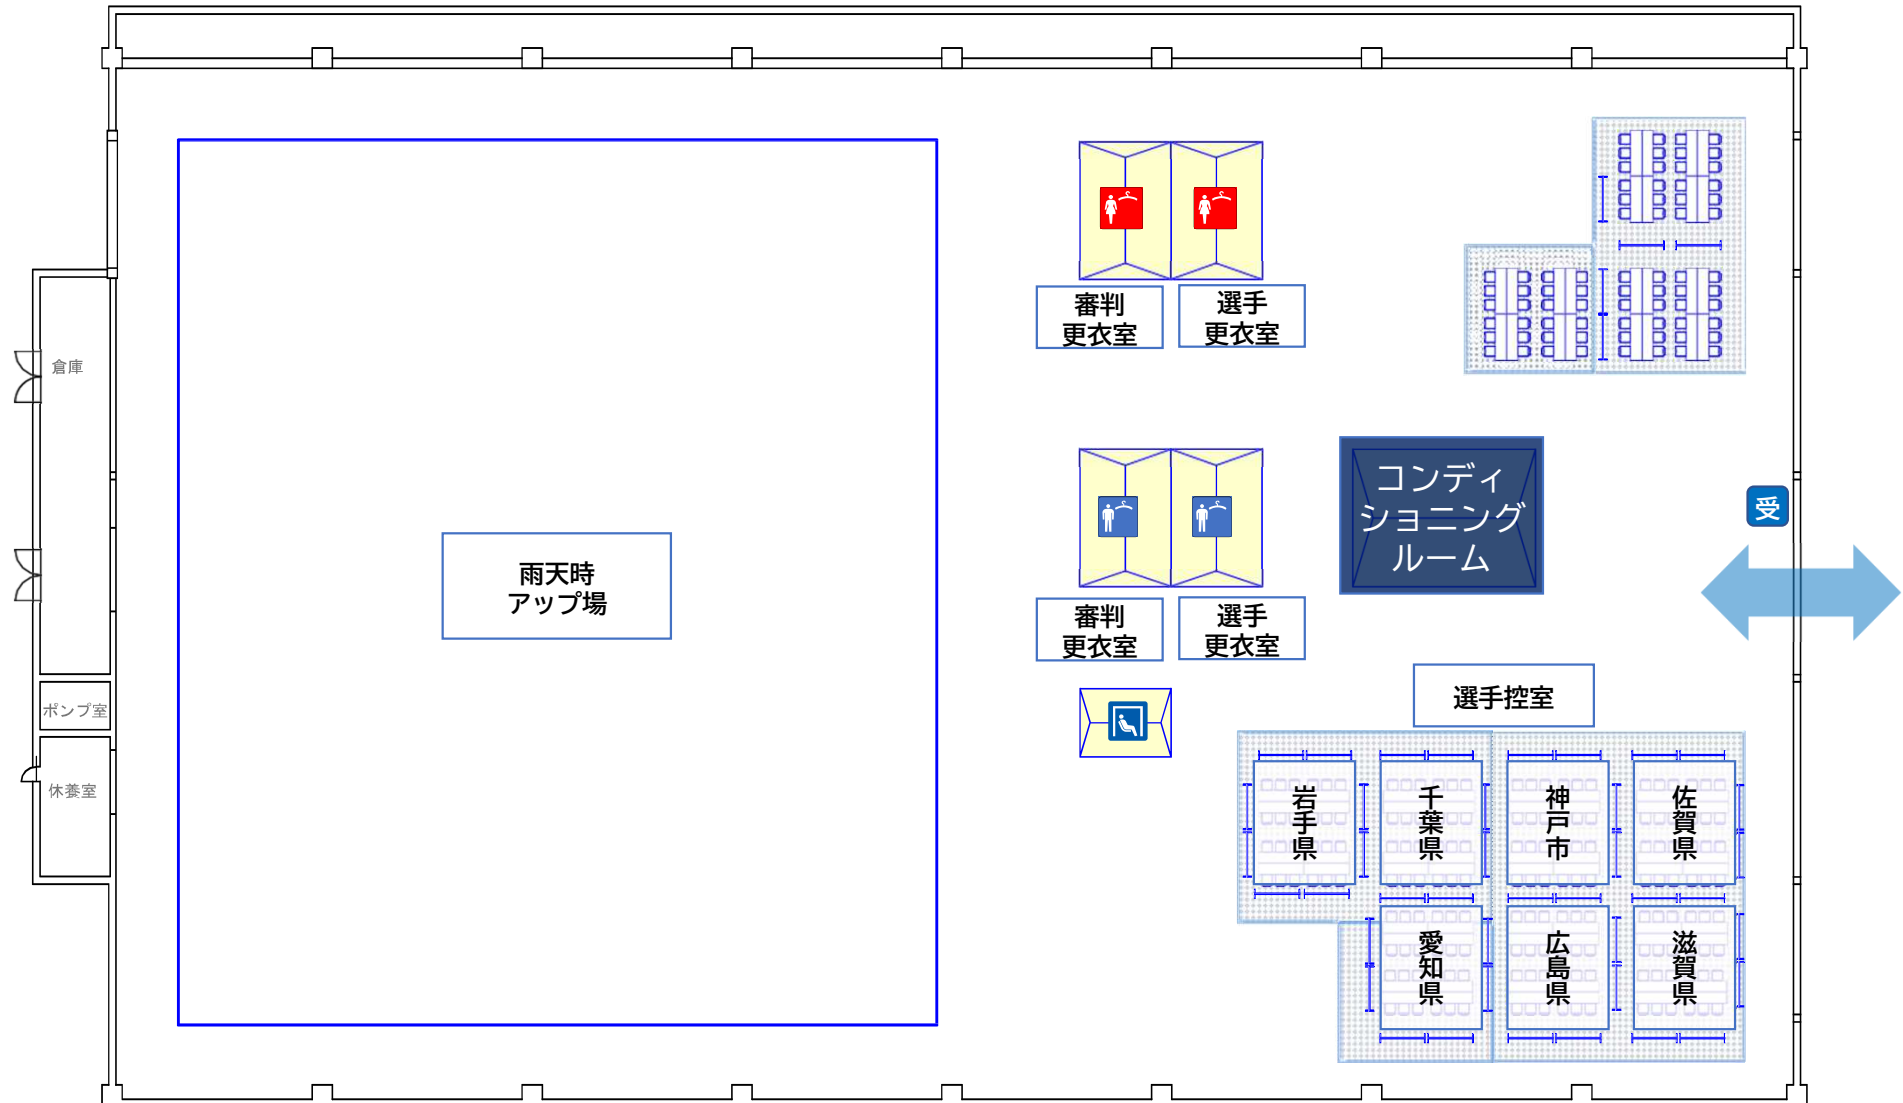 審判
更衣室
選手
更衣室
倉庫
コンディ
ショニング
ルーム
受
雨天時
アップ場
審判
更衣室
選手
更衣室
選手控室
ポンプ室
休養室
岩手県
千葉県
神戸市
佐賀県
愛知県
広島県
滋賀県